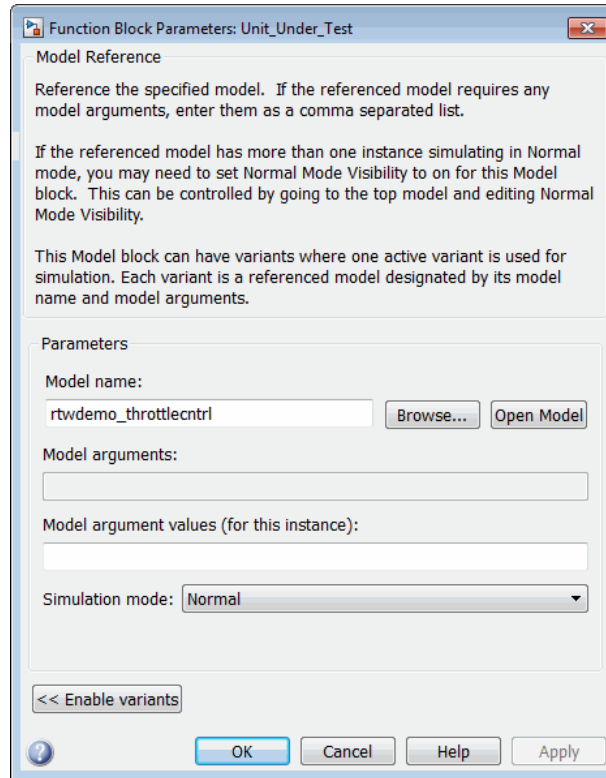 Function Block Parameters: Unit_Under_Test
Model Reference
Reference the specified model.  If the referenced model requires any
model arguments, enter them as a comma separated list.
If the referenced model has more than one instance simulating in Normal
mode, you may need to set Normal Mode Visibility to on for this Model
block.  This can be controlled by going to the top model and editing Normal
Mode Visibility.
This Model block can have variants where one active variant is used for
simulation. Each variant is a referenced model designated by its model
name and model arguments.
Parameters
Model name:
rtwdemo_throttlecntrl Browse... Open Model
Model arguments:
Model argument values (for this instance):
Simulation mode: Normal
<< Enable variants
? OK Cancel Help Apply